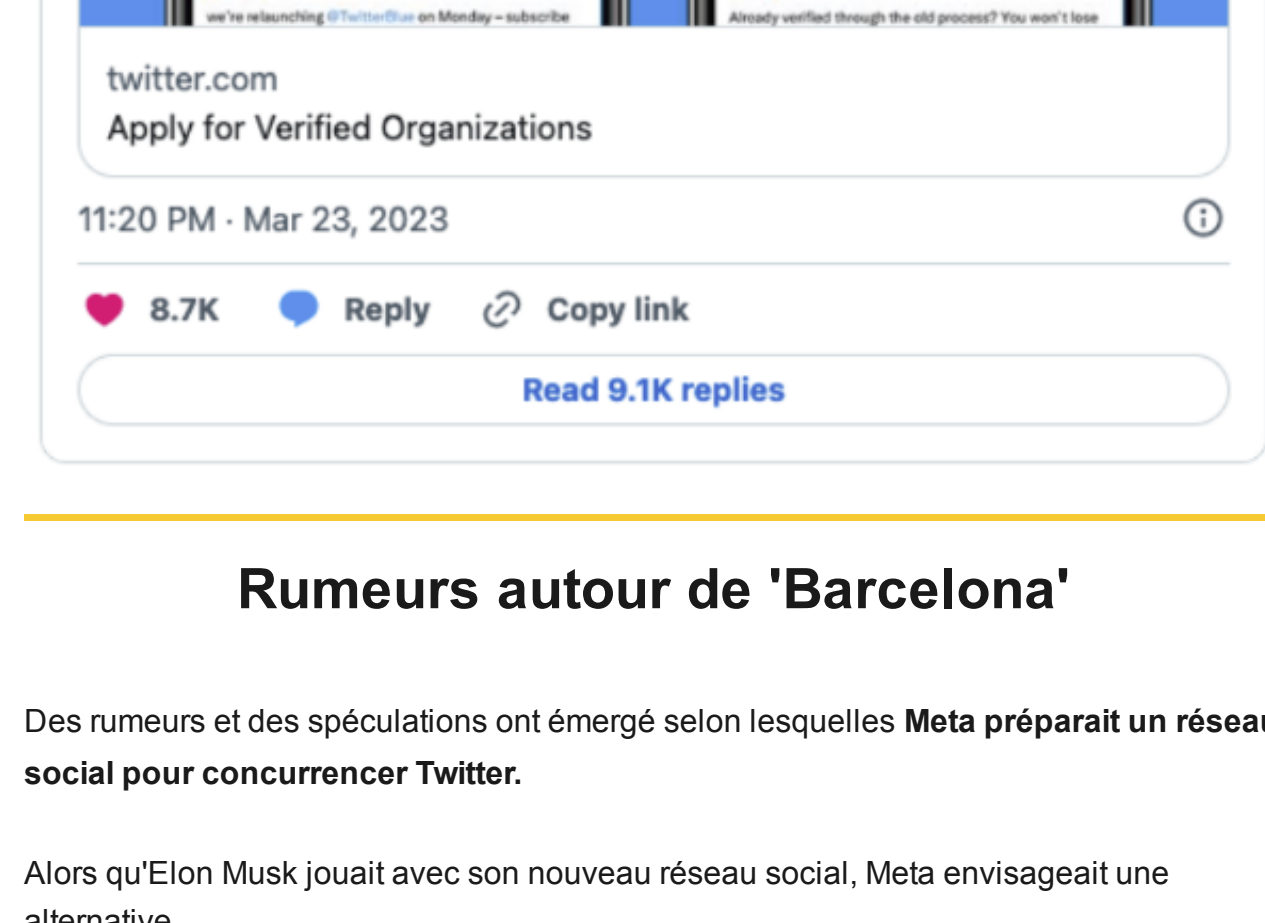 we're relaunching @TwitterBlue on Monday – subscribe
Already verified through the old process? You won't lose
twitter.com
Apply for Verified Organizations
11:20 PM · Mar 23, 2023
8.7K Reply Copy link
Read 9.1K replies
Rumeurs autour de 'Barcelona'
Des rumeurs et des spéculations ont émergé selon lesquelles Meta préparait un réseau
social pour concurrencer Twitter.
Alors qu'Elon Musk jouait avec son nouveau réseau social, Meta envisageait une
alternative.